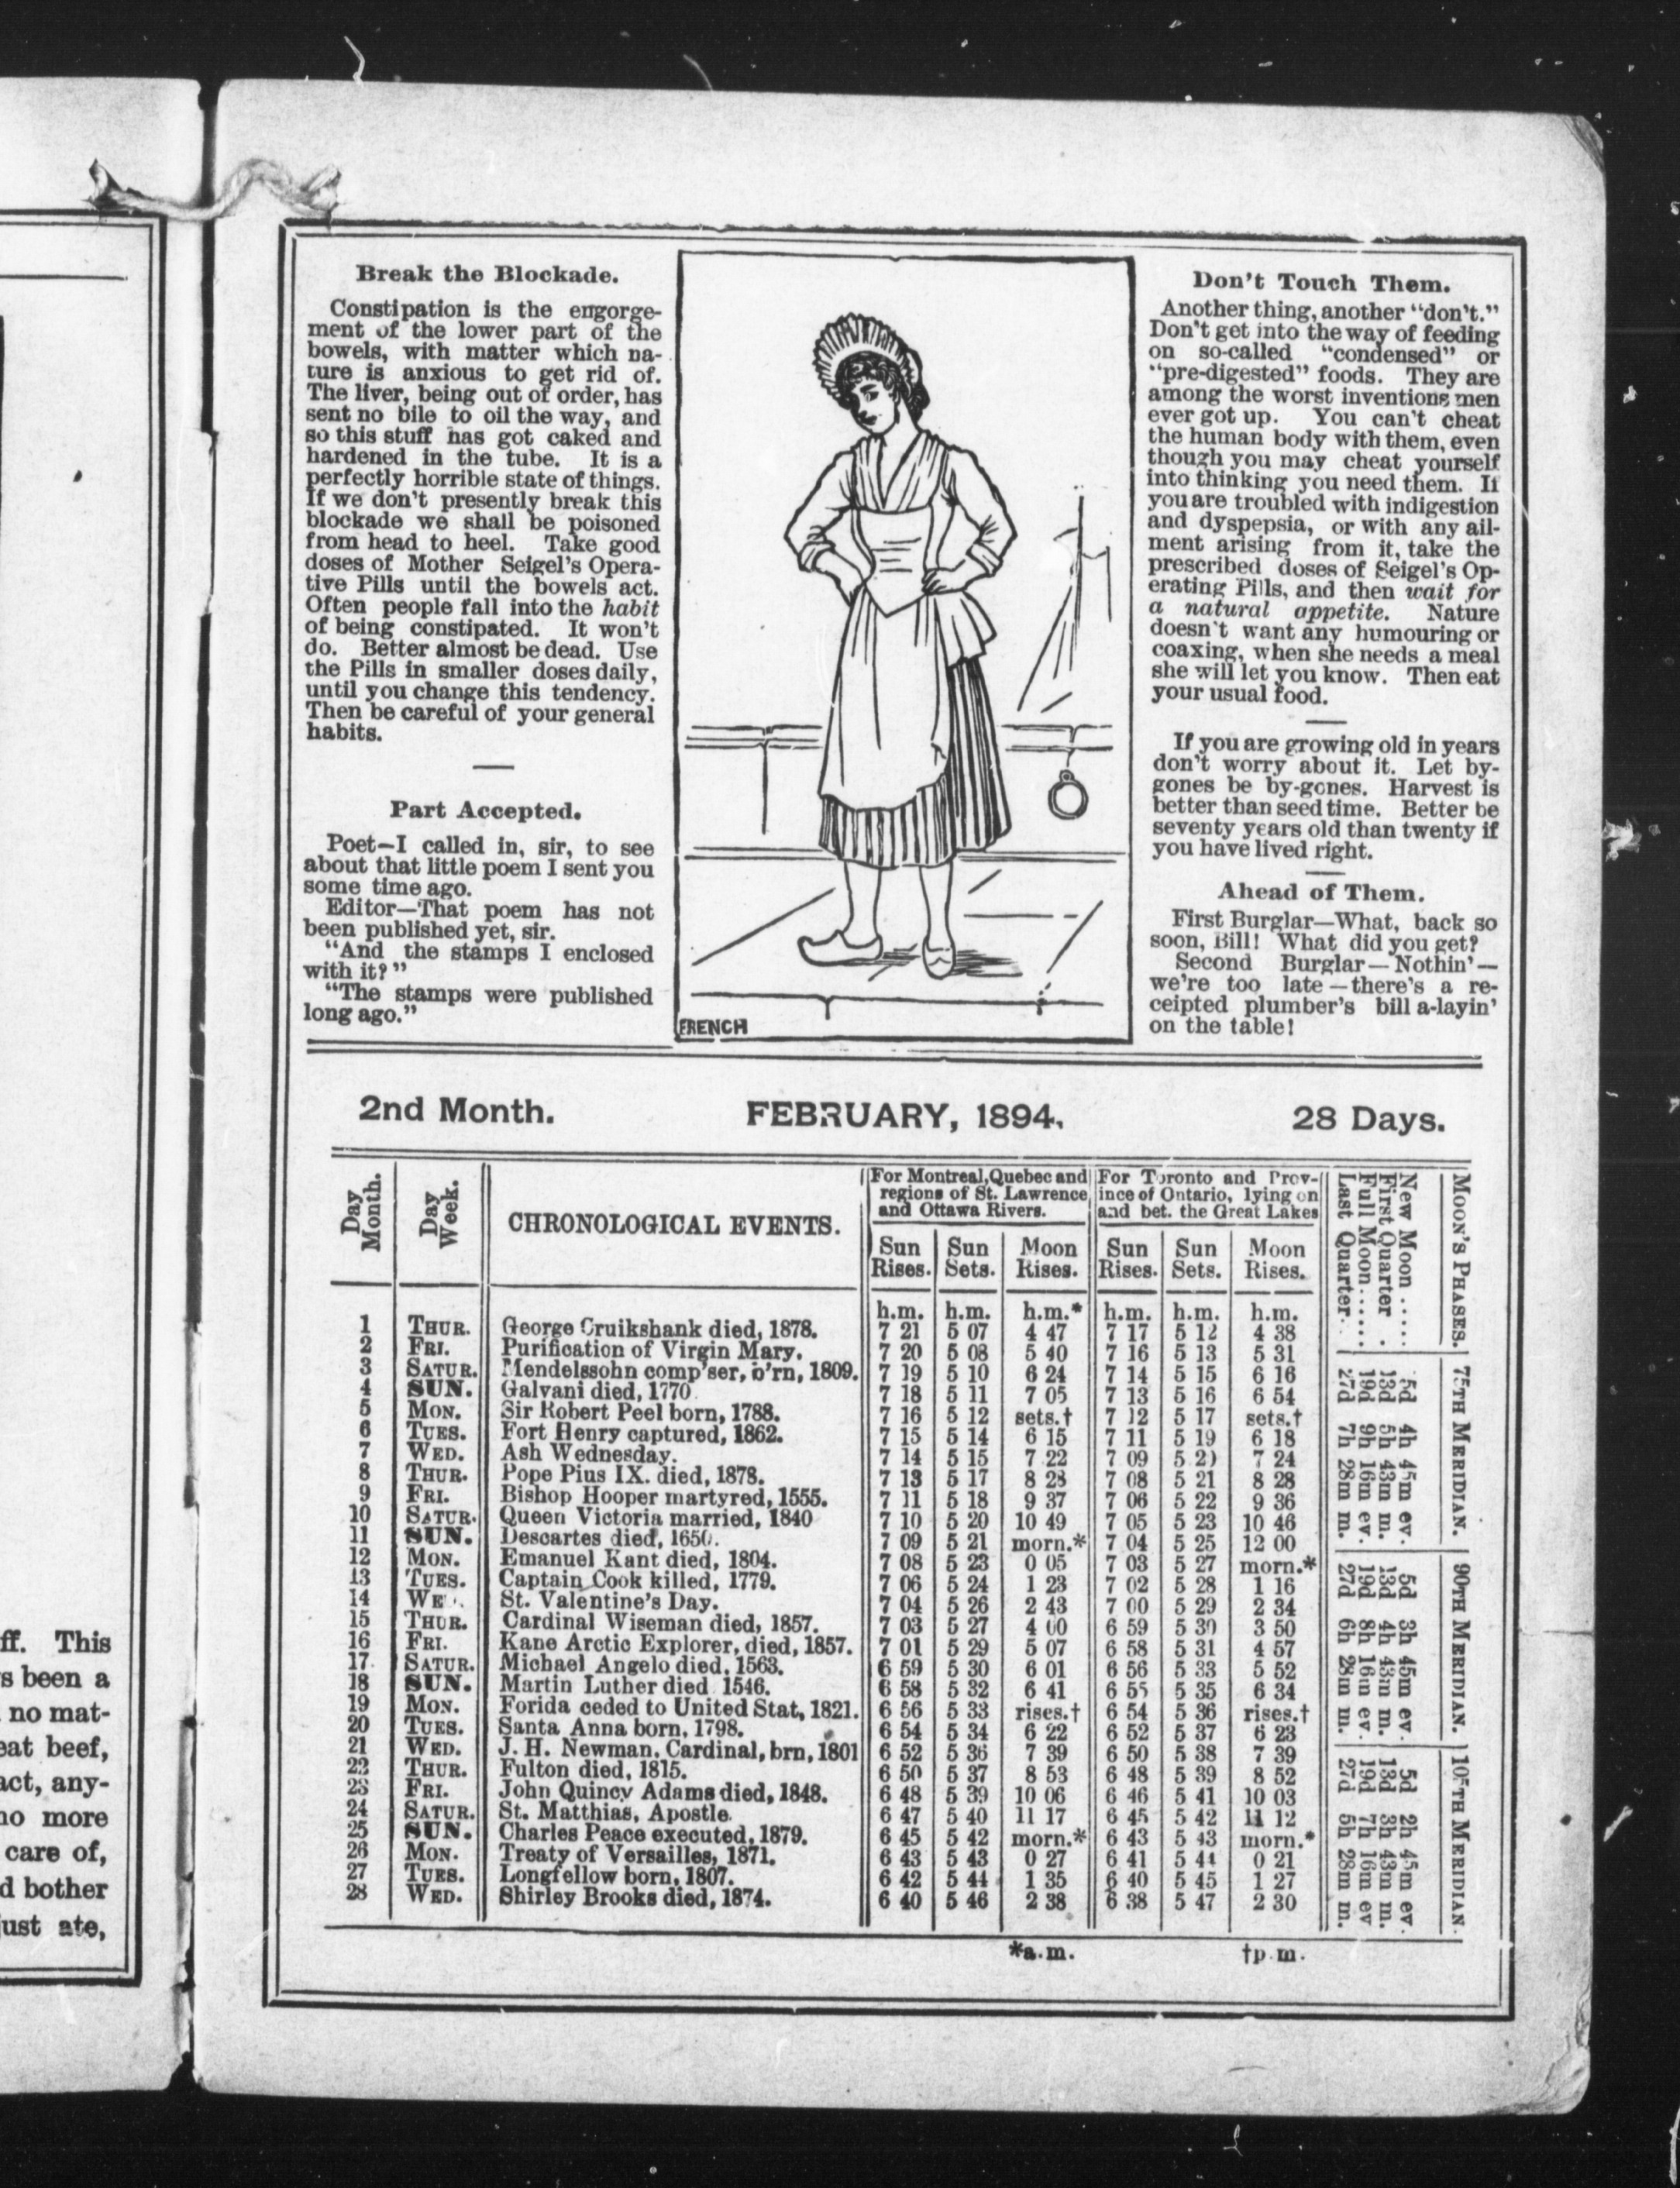 ff. This
s been a
no mat-
eat beef,
act, any-
no more
care of,
d bother
just ate,
Break the Blockade.
Constipation is the engorge-
ment of the lower part of the
bowels, with matter which na-
ture is anxious to get rid of.
The liver, being out of order, has
sent no bile to oil the way, and
so this stuff has got caked and
hardened in the tube. It is a
perfectly horrible state of things.
If we don't presently break this
blockade we shall be poisoned
from head to heel. Take good
doses of Mother Seigel's Opera-
tive Pills until the bowels act.
Often people fall into the habit
of being constipated. It won't
do. Better almost be dead. Use
the Pills in smaller doses daily,
until you change this tendency.
Then be careful of your general
habits.
Part Accepted.
Poet—I called in, sir, to see
about that little poem I sent you
some time ago.
Editor—That poem has not
been published yet, sir.
"And the stamps I enclosed
with it?"
"The stamps were published
long ago."
FRENCH
Don't Touch Them.
Another thing, another "don't."
Don't get into the way of feeding
on so-called "condensed" or
"pre-digested" foods. They are
among the worst inventions men
ever got up. You can't cheat
the human body with them, even
though you may cheat yourself
into thinking you need them. If
you are troubled with indigestion
and dyspepsia, or with any ail-
ment arising from it, take the
prescribed doses of Seigel's Op-
erating Pills, and then wait for
a natural appetite. Nature
doesn't want any humouring or
coaxing, when she needs a meal
she will let you know. Then eat
your usual food.
If you are growing old in years
don't worry about it. Let by-
gones be by-gones. Harvest is
better than seed time. Better be
seventy years old than twenty if
you have lived right.
Ahead of Them.
First Burglar—What, back so
soon, Bill! What did you get?
Second Burglar—Nothin'—
we're too late—there's a re-
ceipted plumber's bill a-layin'
on the table!
2nd Month. FEBRUARY, 1894. 28 Days.
Day Month. Day Week. CHRONOLOGICAL EVENTS.
For Montreal, Quebec and
regions of St. Lawrence
and Ottawa Rivers.
For Toronto and Prov-
ince of Ontario, lying on
and bet. the Great Lakes
Sun Rises. Sun Sets. Moon Rises. Sun Rises. Sun Sets. Moon Rises.
h.m. h.m. h.m.* h.m. h.m. h.m.
1 THUR. George Cruikshank died, 1878. 7 21 5 07 4 47 7 17 5 12 4 38
2 FRI. Purification of Virgin Mary. 7 20 5 08 5 40 7 16 5 13 5 31
3 SATUR. Mendelssohn comp'ser, b'rn, 1809. 7 19 5 10 6 24 7 14 5 15 6 16
4 SUN. Galvani died, 1770. 7 18 5 11 7 05 7 13 5 16 6 54
5 MON. Sir Robert Peel born, 1788. 7 16 5 12 sets.† 7 12 5 17 sets.†
6 TUES. Fort Henry captured, 1862. 7 15 5 14 6 15 7 11 5 19 6 18
7 WED. Ash Wednesday. 7 14 5 15 7 22 7 09 5 2) 7 24
8 THUR. Pope Pius IX. died, 1878. 7 13 5 17 8 28 7 08 5 21 8 28
9 FRI. Bishop Hooper martyred, 1555. 7 11 5 18 9 37 7 06 5 22 9 36
10 SATUR. Queen Victoria married, 1840 7 10 5 20 10 49 7 05 5 23 10 46
11 SUN. Descartes died, 1650. 7 09 5 21 morn.* 7 04 5 25 12 00
12 MON. Emanuel Kant died, 1804. 7 08 5 23 0 05 7 03 5 27 morn.*
13 TUES. Captain Cook killed, 1779. 7 06 5 24 1 23 7 02 5 28 1 16
14 WE St. Valentine's Day. 7 04 5 26 2 43 7 00 5 29 2 34
15 THUR. Cardinal Wiseman died, 1857. 7 03 5 27 4 00 6 59 5 30 3 50
16 FRI. Kane Arctic Explorer, died, 1857. 7 01 5 29 5 07 6 58 5 31 4 57
17 SATUR. Michael Angelo died, 1563. 6 59 5 30 6 01 6 56 5 33 5 52
18 SUN. Martin Luther died 1546. 6 58 5 32 6 41 6 55 5 35 6 34
19 MON. Forida ceded to United Stat, 1821. 6 56 5 33 rises.† 6 54 5 36 rises.†
20 TUES. Santa Anna born, 1798. 6 54 5 34 6 22 6 52 5 37 6 23
21 WED. J. H. Newman, Cardinal, brn, 1801 6 52 5 36 7 39 6 50 5 38 7 39
22 THUR. Fulton died, 1815. 6 50 5 37 8 53 6 48 5 39 8 52
23 FRI. John Quincy Adams died, 1848. 6 48 5 39 10 06 6 46 5 41 10 03
24 SATUR. St. Matthias, Apostle. 6 47 5 40 11 17 6 45 5 42 11 12
25 SUN. Charles Peace executed, 1879. 6 45 5 42 morn.* 6 43 5 43 morn.*
26 MON. Treaty of Versailles, 1871. 6 43 5 43 0 27 6 41 5 44 0 21
27 TUES. Longfellow born, 1807. 6 42 5 44 1 35 6 40 5 45 1 27
28 WED. Shirley Brooks died, 1874. 6 40 5 46 2 38 6 38 5 47 2 30
*a.m. †p.m.
MOON'S PHASES. 75TH MERIDIAN. 90TH MERIDIAN. 105TH MERIDIAN.
New Moon ..... 5d 4h 45m ev. 5d 3h 45m ev. 5d 2h 45m ev.
First Quarter . 13d 5h 43m m. 13d 4h 43m m. 13d 3h 43m m.
Full Moon ..... 19d 9h 16m ev. 19d 8h 16m ev. 19d 7h 16m ev.
Last Quarter.. 27d 7h 28m m. 27d 6h 28m m. 27d 5h 28m m.